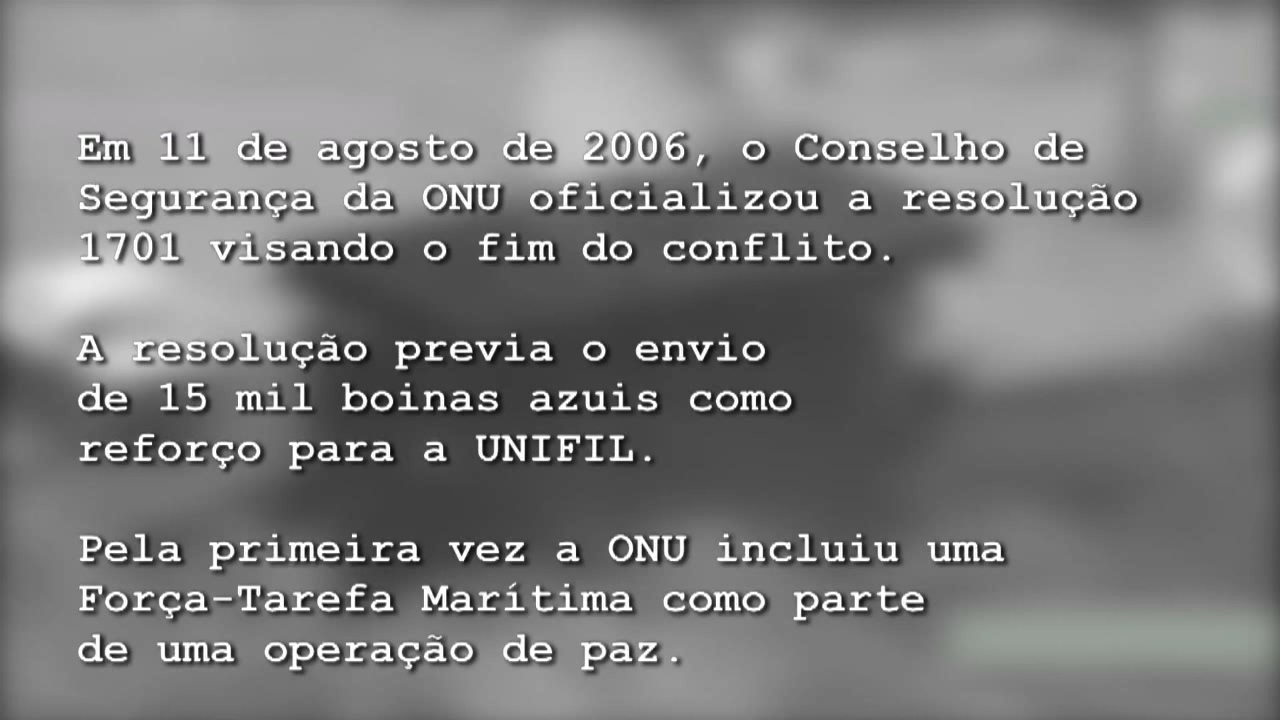 Em 11 de agosto de 2006, o Conselho de
Segurança da ONU oficializou a resolução
1701 visando o fim do conflito.
A resolução previa o envio
de 15 mil boinas azuis como
reforço para a UNIFIL.
Pela primeira vez a ONU incluiu uma
Força-Tarefa Marítima como parte
de uma operação de paz.